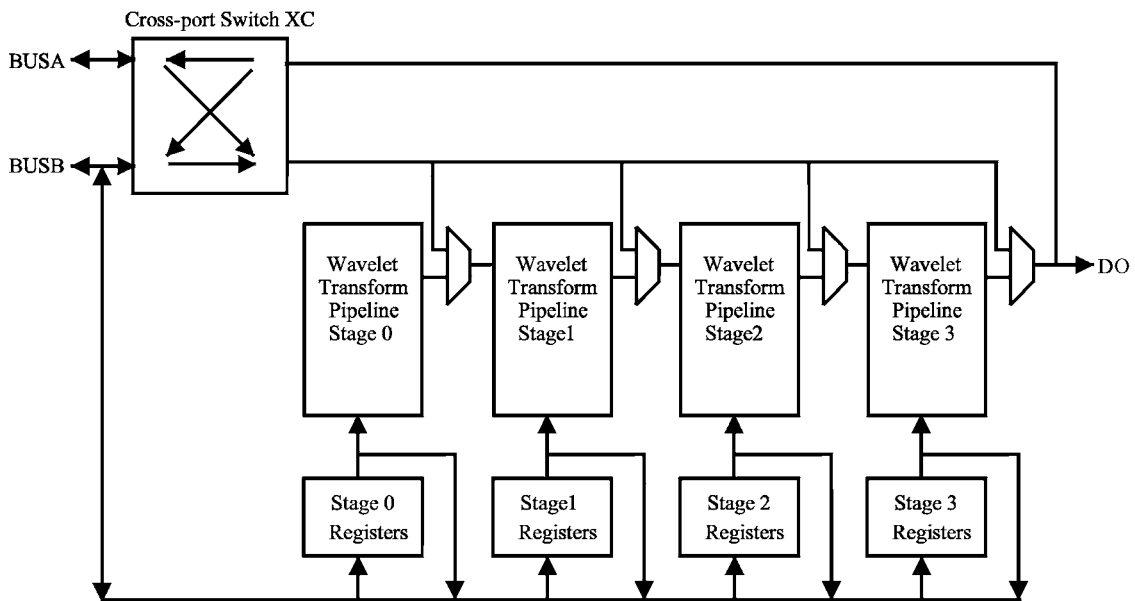 Cross-port Switch XC
BUSA
BUSB
Wavelet
Transform
Pipeline
Stage 0
Wavelet
Transform
Pipeline
Stage1
Wavelet
Transform
Pipeline
Stage2
Wavelet
Transform
Pipeline
Stage 3
DO
Stage 0
Registers
Stage1
Registers
Stage 2
Registers
Stage 3
Registers